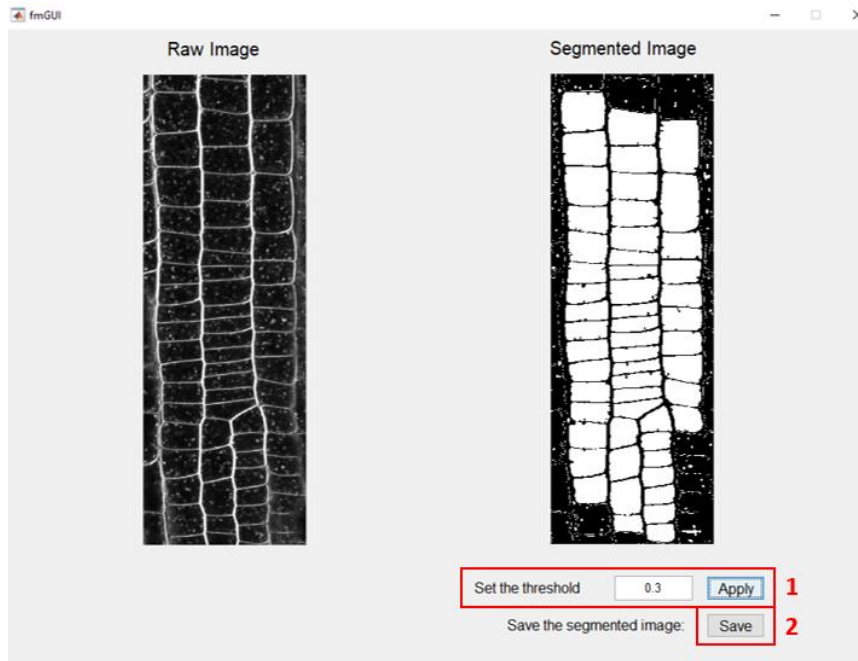 fmGUI
Raw Image
Segmented Image
Set the threshold 0.3 Apply 1
Save the segmented image: Save 2